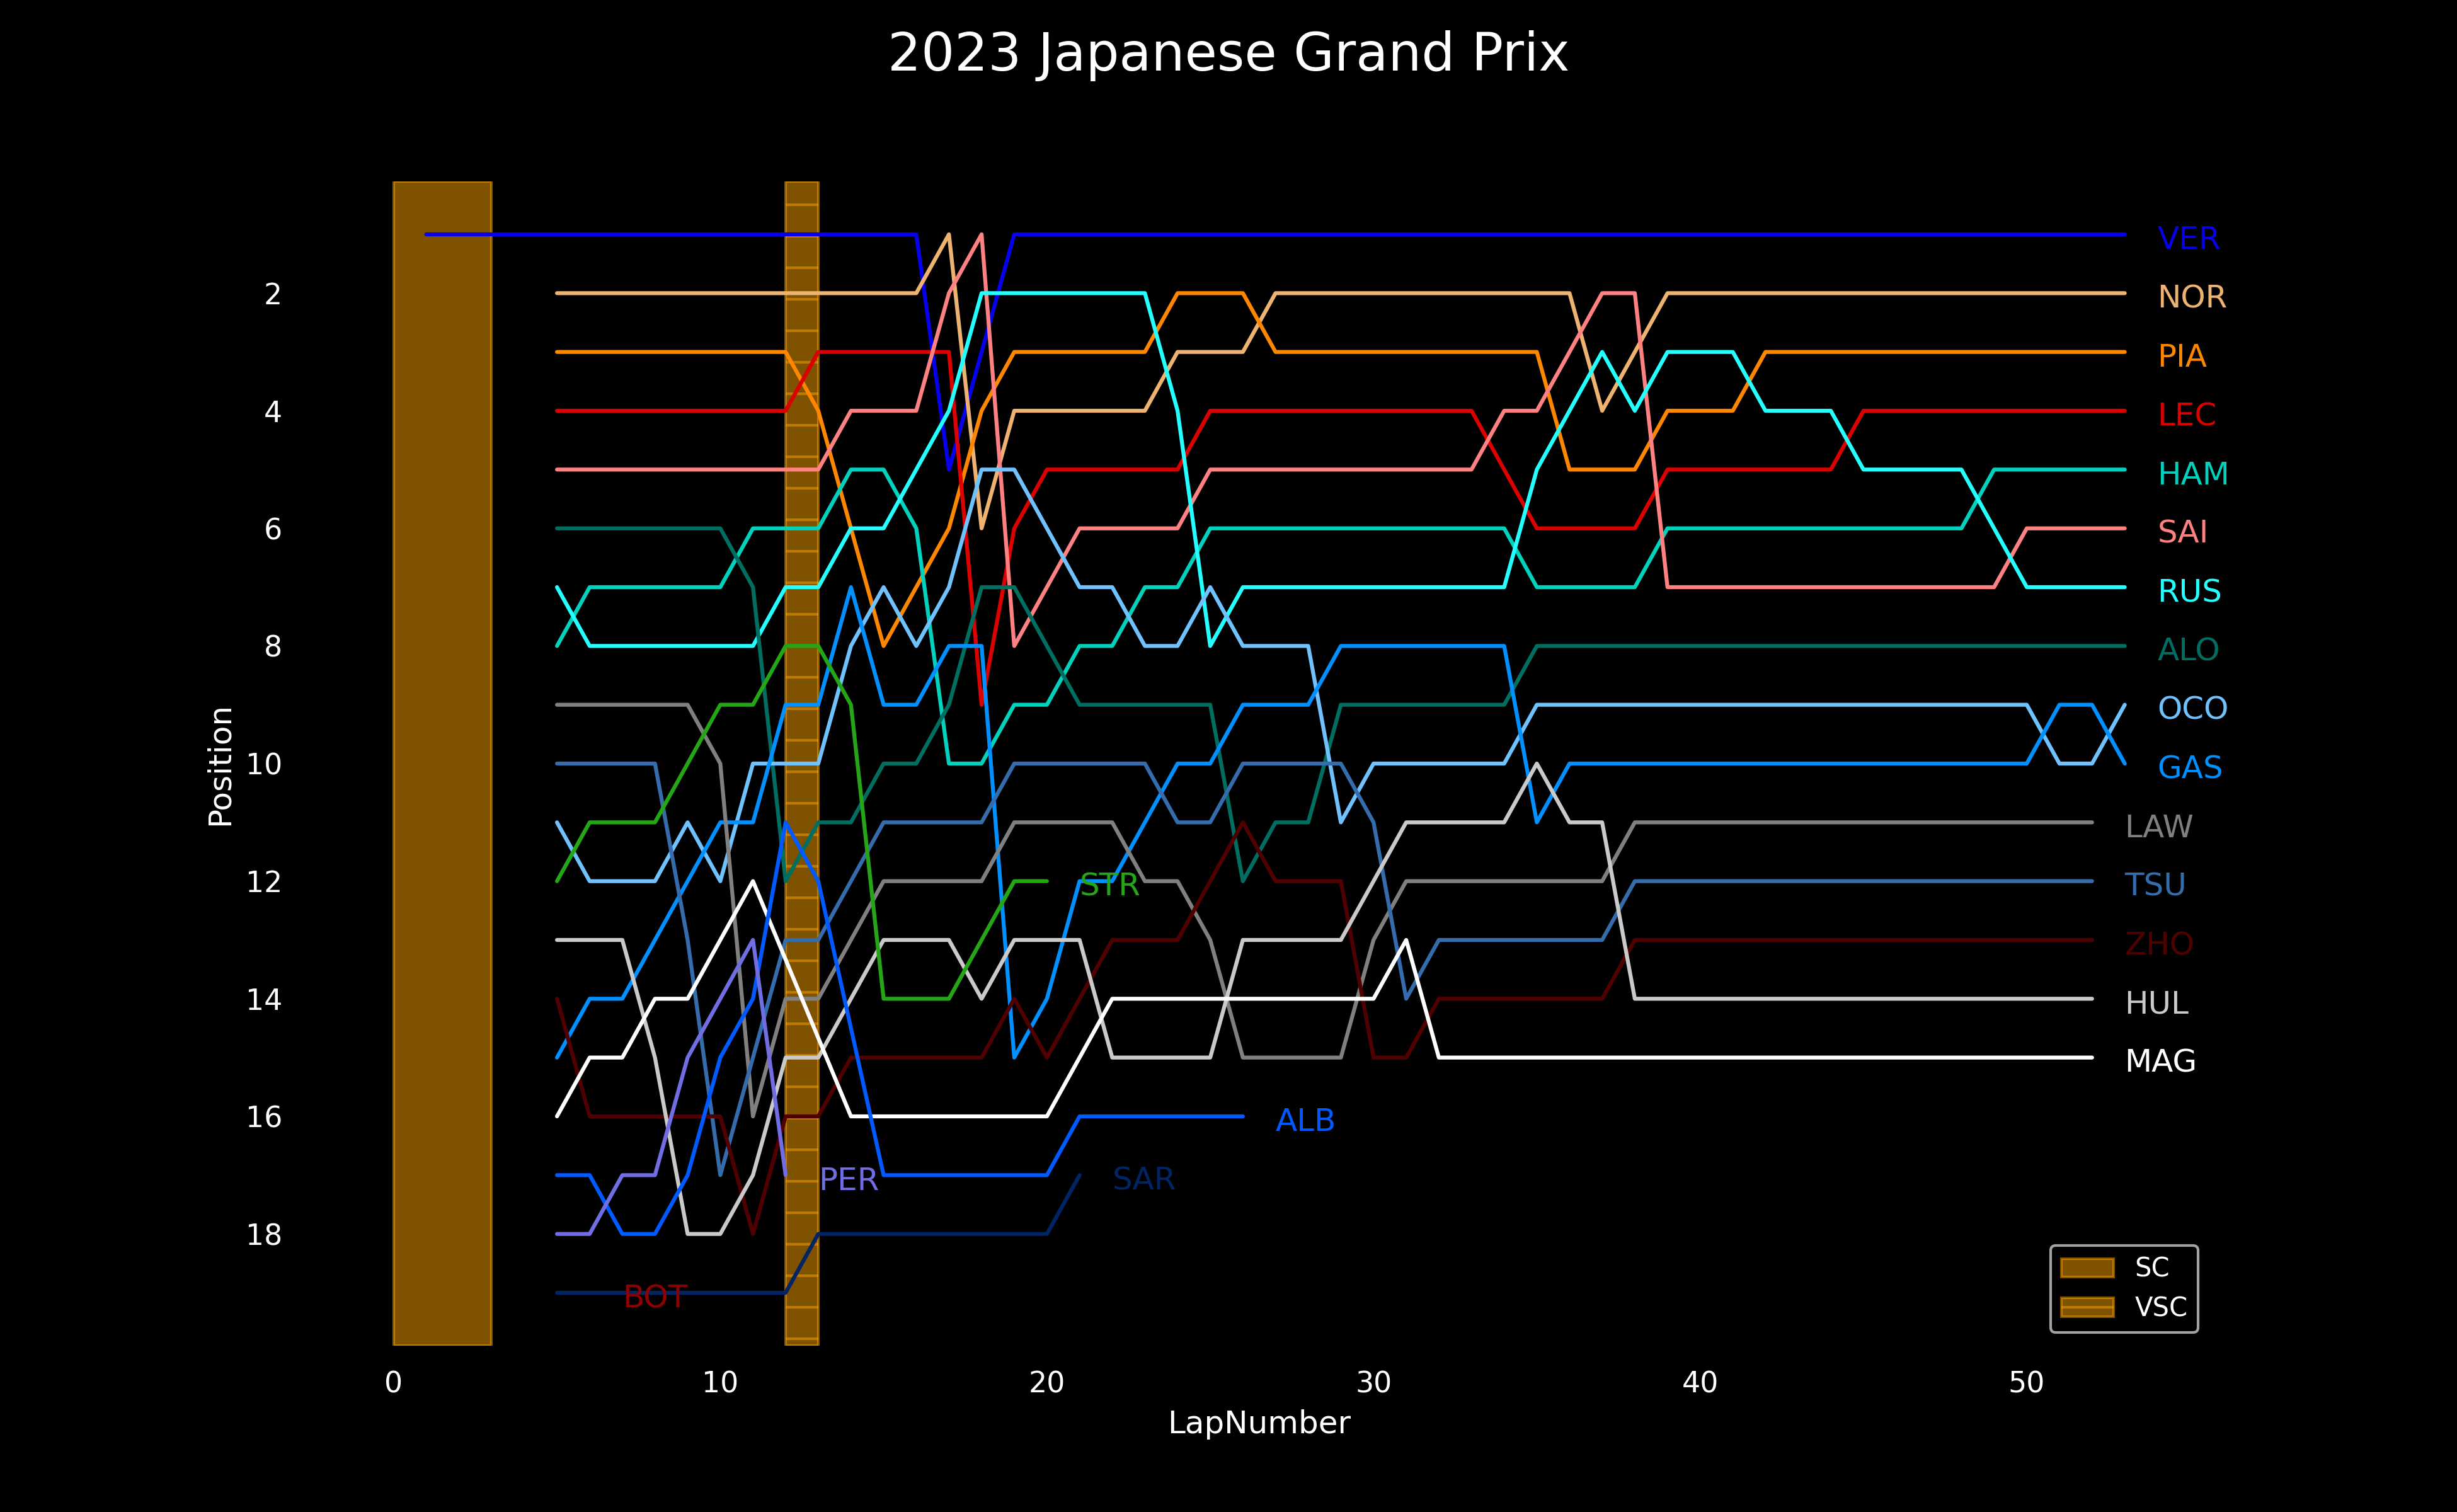 2023 Japanese Grand Prix
VER
2
NOR
PIA
4
LEC
HAM
6
SAI
RUS
8
ALO
OCO
Position
10
GAS
LAW
12
STR
TSU
ZHO
14
HUL
MAG
16
ALB
PER
SAR
18
BOT
SC
VSC
0 10 20 30 40 50
LapNumber